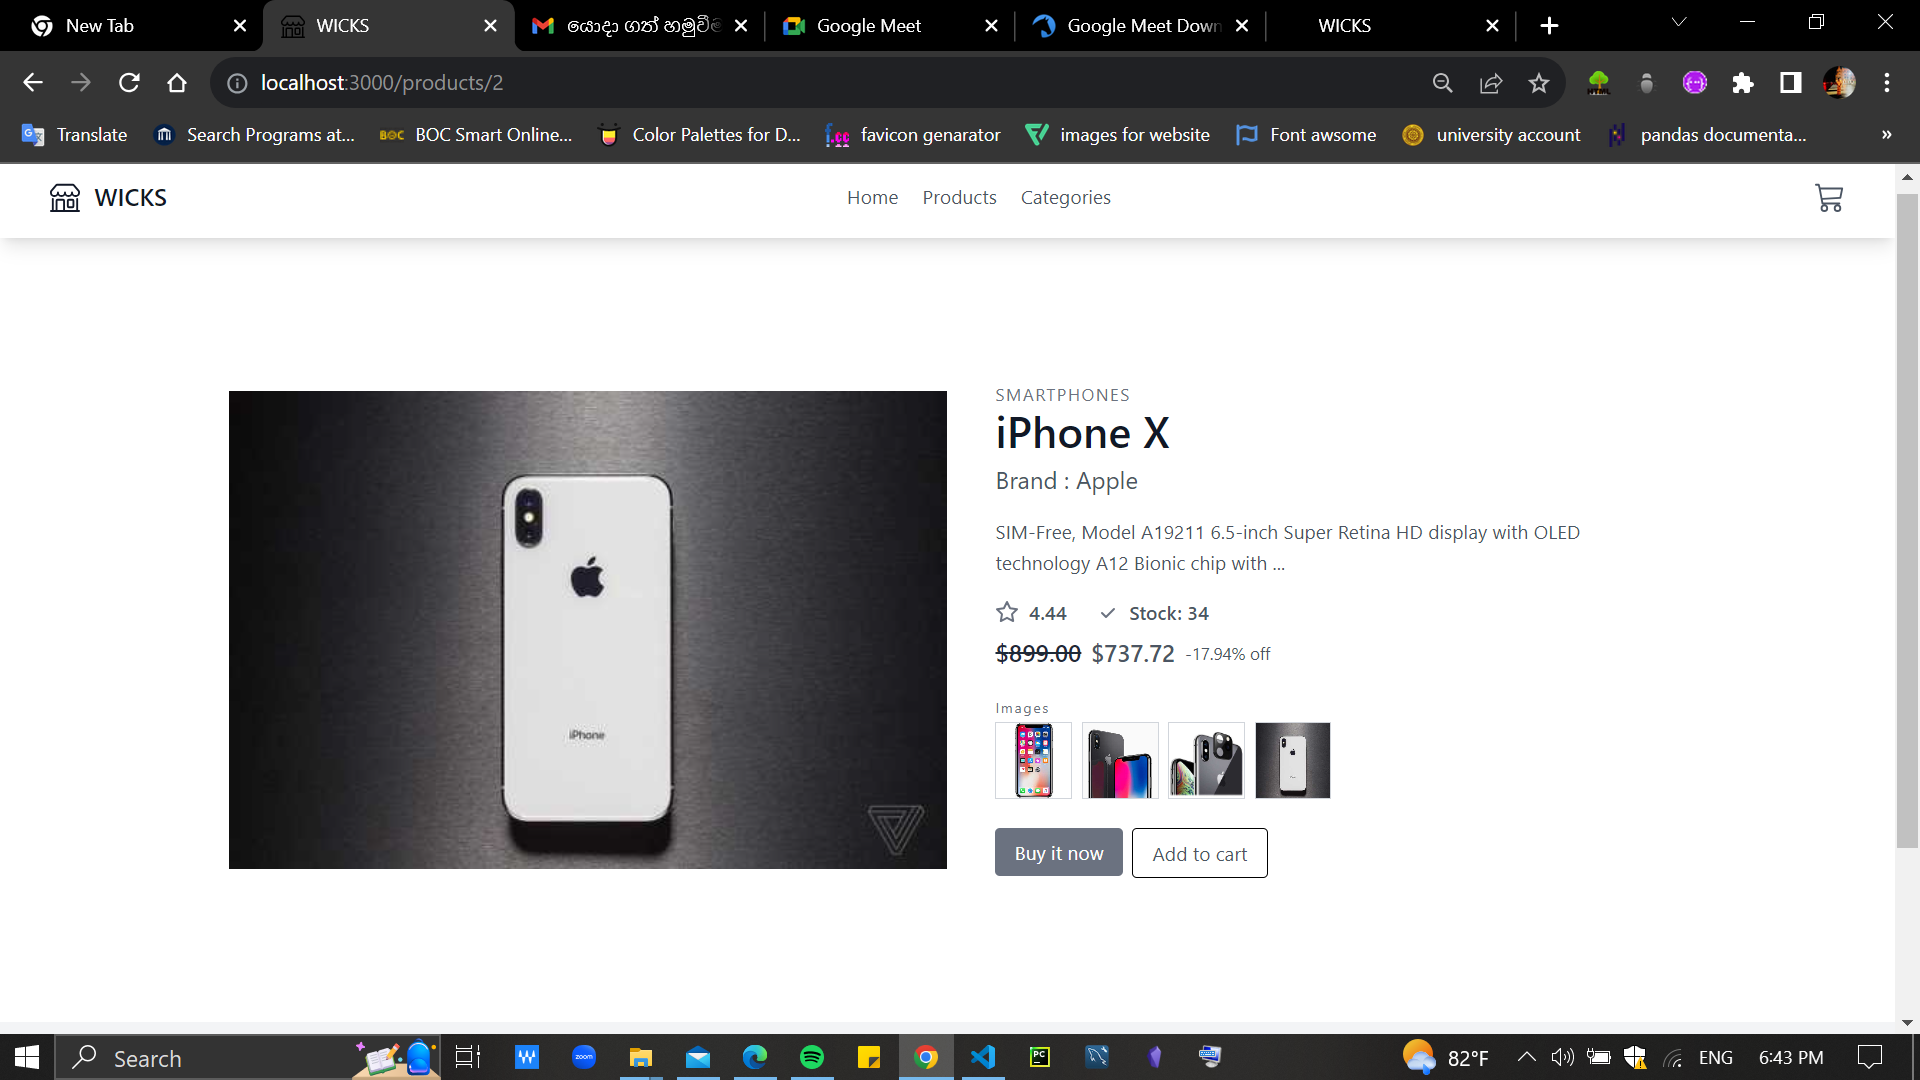 New Tab
WICKS
යොදා ගත් හමුවීම
Google Meet
Google Meet Down
WICKS
localhost:3000/products/2
Translate
Search Programs at...
BOC Smart Online...
Color Palettes for D...
favicon genarator
images for website
Font awsome
university account
pandas documenta...
»
WICKS
Home
Products
Categories
SMARTPHONES
iPhone X
Brand : Apple
SIM-Free, Model A19211 6.5-inch Super Retina HD display with OLED
technology A12 Bionic chip with ...
4.44
Stock: 34
$899.00 $737.72 -17.94% off
Images
iPhone
Buy it now
Add to cart
Search
zoom
PC
82°F
ENG
6:43 PM